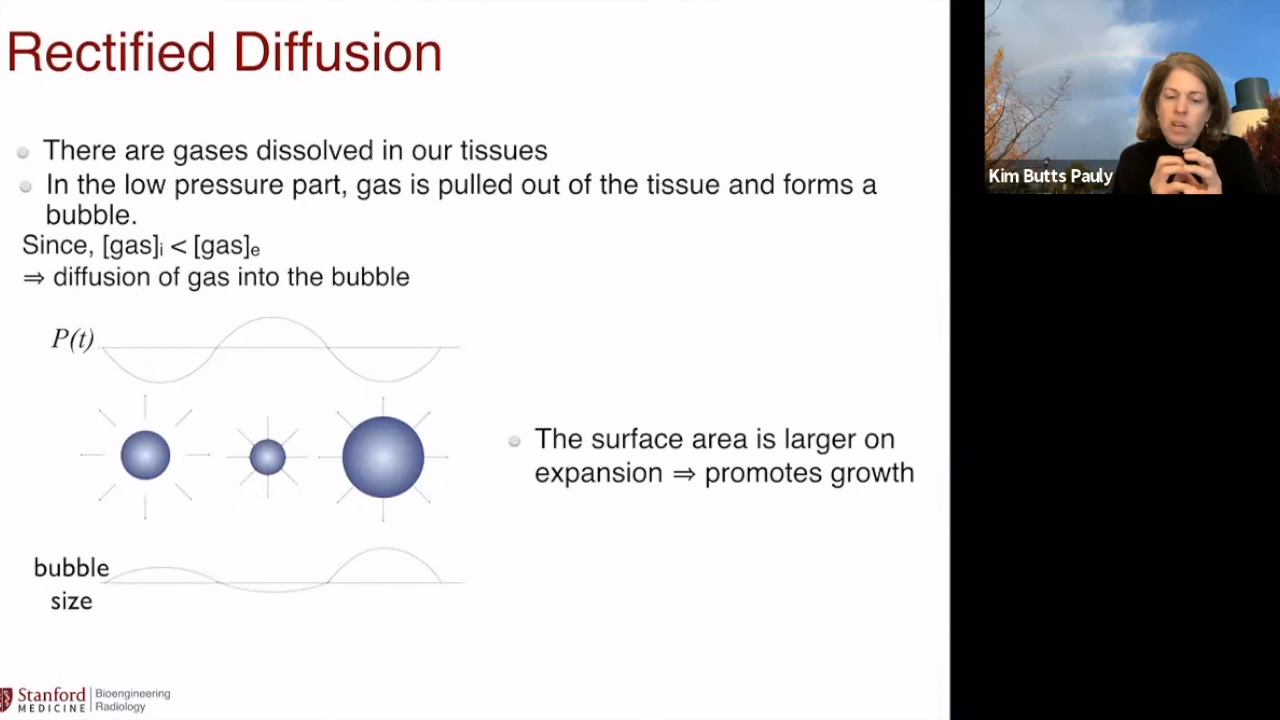 Rectified Diffusion
There are gases dissolved in our tissues
In the low pressure part, gas is pulled out of the tissue and forms a
bubble.
Since, [gas]i < [gas]e
⇒ diffusion of gas into the bubble
P(t)
The surface area is larger on
expansion ⇒ promotes growth
bubble
size
Stanford
MEDICINE
Bioengineering
Radiology
Kim Butts Pauly